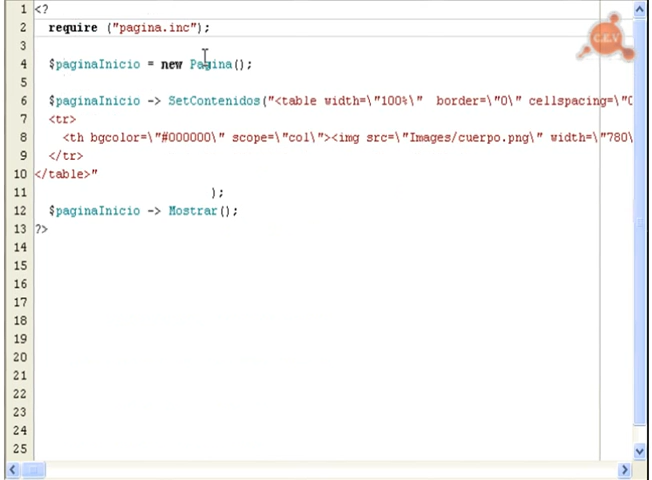 1 <?
2 require ("pagina.inc");
3
4 $paginaInicio = new Pagina();
5
6 $paginaInicio -> SetContenidos("<table width=\"100%\" border=\"0\" cellspacing=\"0
7 <tr>
8 <th bgcolor=\"#000000\" scope=\"col\"><img src=\"Images/cuerpo.png\" width=\"780\
9 </tr>
10 </table>"
11 );
12 $paginaInicio -> Mostrar();
13 ?>
14
15
16
17
18
19
20
21
22
23
24
25
C.E.V